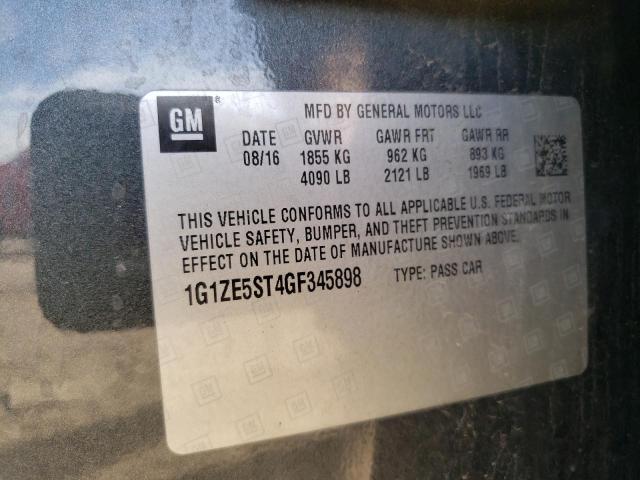 GM ®
MFD BY GENERAL MOTORS LLC
DATE GVWR GAWR FRT GAWR RR
08/16 1855 KG 962 KG 893 KG
4090 LB 2121 LB 1969 LB
THIS VEHICLE CONFORMS TO ALL APPLICABLE U.S. FEDERAL MOTOR
VEHICLE SAFETY, BUMPER, AND THEFT PREVENTION STANDARDS IN
EFFECT ON THE DATE OF MANUFACTURE SHOWN ABOVE.
1G1ZE5ST4GF345898 TYPE: PASS CAR